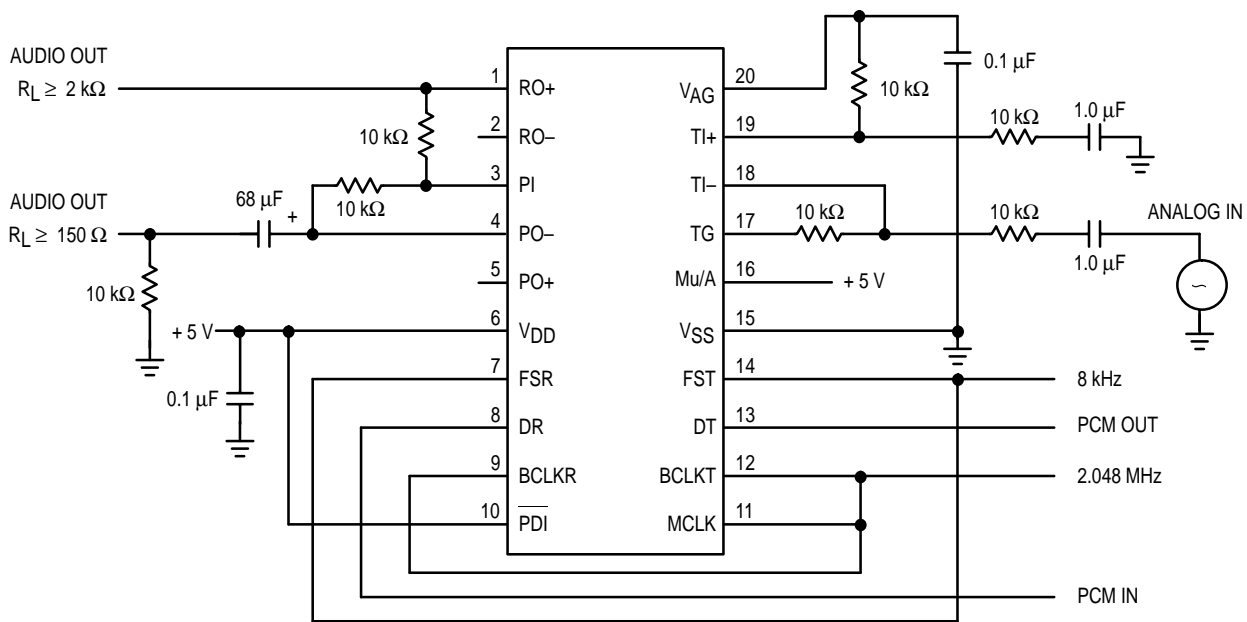 AUDIO OUT
RL ≥ 2 kΩ
10 kΩ
10 kΩ
AUDIO OUT
RL ≥ 150 Ω
68 µF
+
10 kΩ
+ 5 V
0.1 µF
1 RO+
2 RO–
3 PI
4 PO–
5 PO+
6 VDD
7 FSR
8 DR
9 BCLKR
10 PDI
VAG 20
TI+ 19
TI– 18
TG 17
Mu/A 16
VSS 15
FST 14
DT 13
BCLKT 12
MCLK 11
0.1 µF
10 kΩ
10 kΩ
1.0 µF
10 kΩ
10 kΩ
1.0 µF
ANALOG IN
+ 5 V
8 kHz
PCM OUT
2.048 MHz
PCM IN